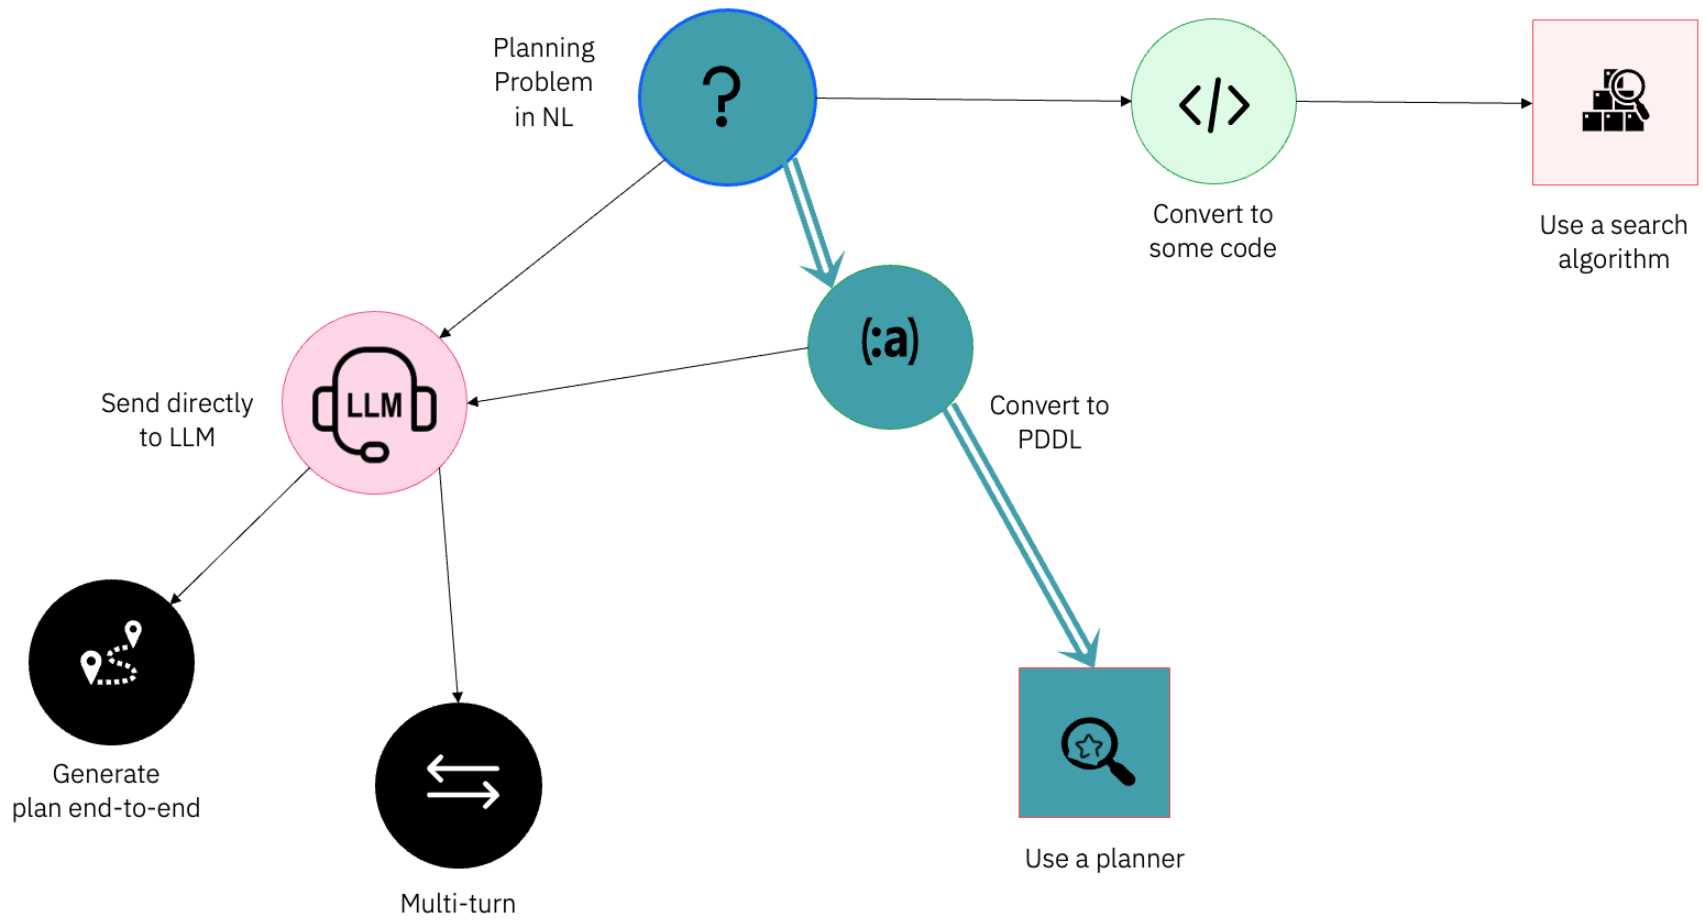 Planning
Problem
in NL
?
</>
Convert to
some code
Use a search
algorithm
(:a)
Convert to
PDDL
LLM
Send directly
to LLM
Generate
plan end-to-end
Multi-turn
Use a planner